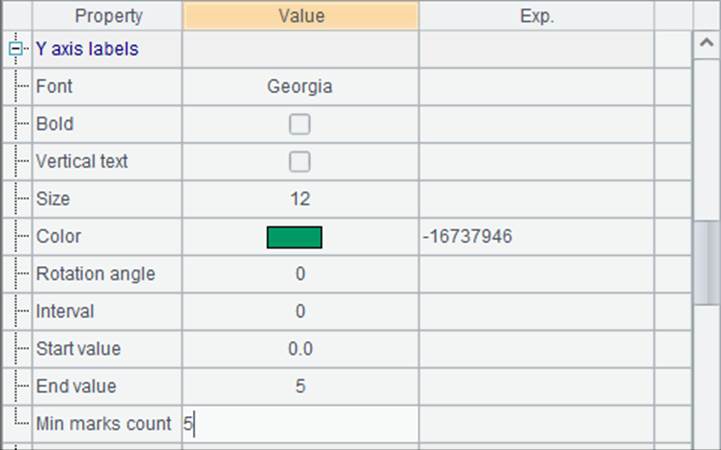 Property Value Exp.
Y axis labels
Font Georgia
Bold
Vertical text
Size 12
Color -16737946
Rotation angle 0
Interval 0
Start value 0.0
End value 5
Min marks count 5